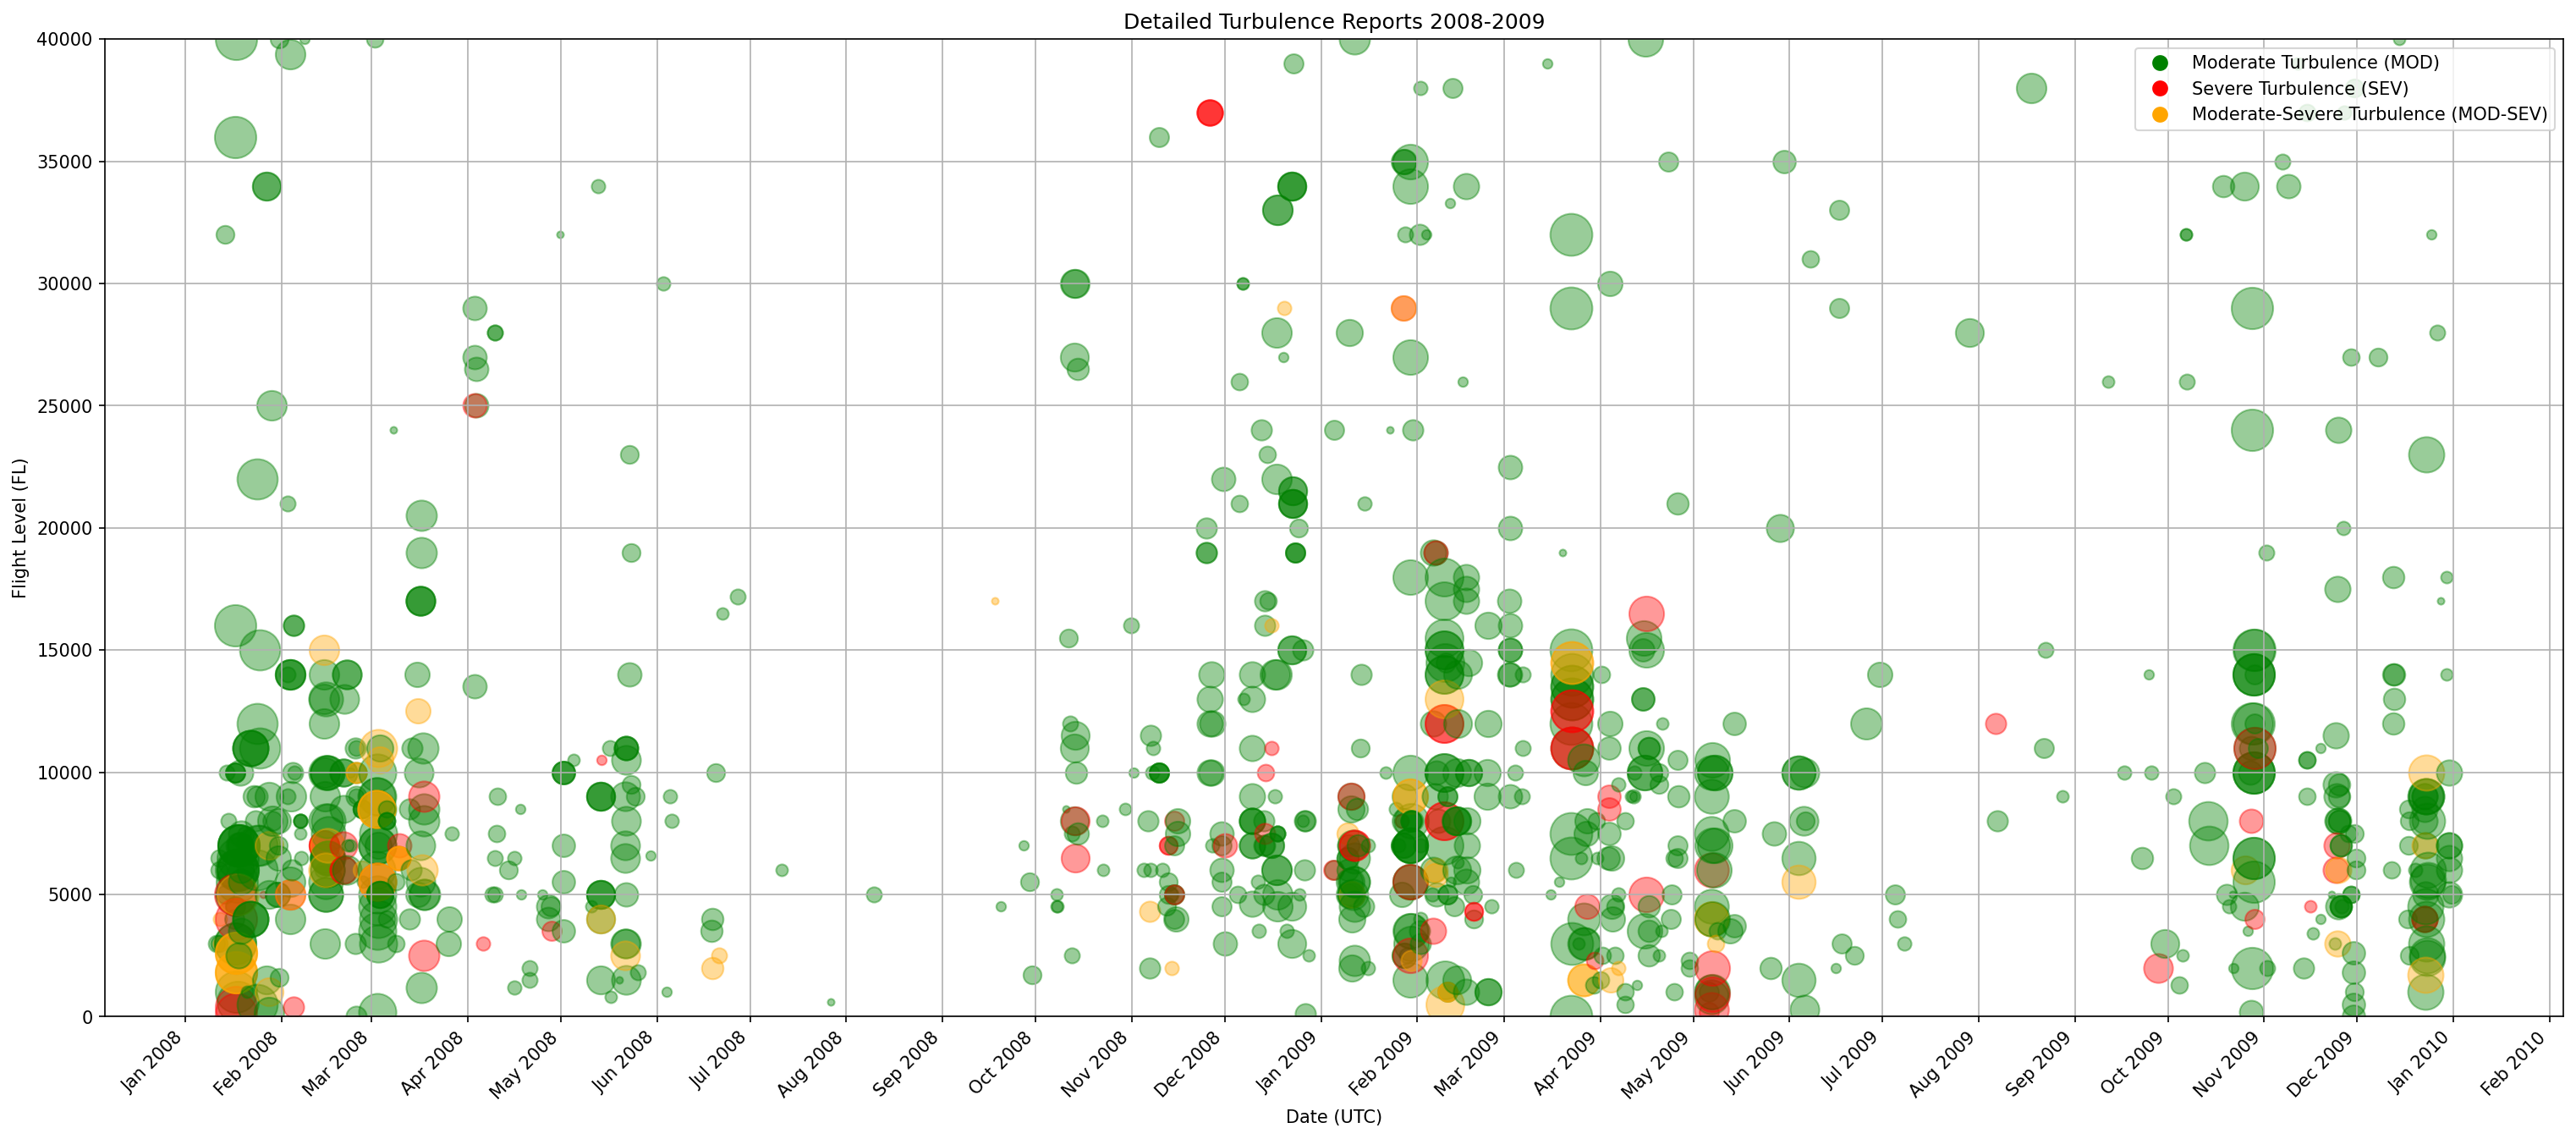 Detailed Turbulence Reports 2008-2009
Moderate Turbulence (MOD)
Severe Turbulence (SEV)
Moderate-Severe Turbulence (MOD-SEV)
Flight Level (FL)
40000
35000
30000
25000
20000
15000
10000
5000
0
Jan 2008
Feb 2008
Mar 2008
Apr 2008
May 2008
Jun 2008
Jul 2008
Aug 2008
Sep 2008
Oct 2008
Nov 2008
Dec 2008
Jan 2009
Feb 2009
Mar 2009
Apr 2009
May 2009
Jun 2009
Jul 2009
Aug 2009
Sep 2009
Oct 2009
Nov 2009
Dec 2009
Jan 2010
Feb 2010
Date (UTC)